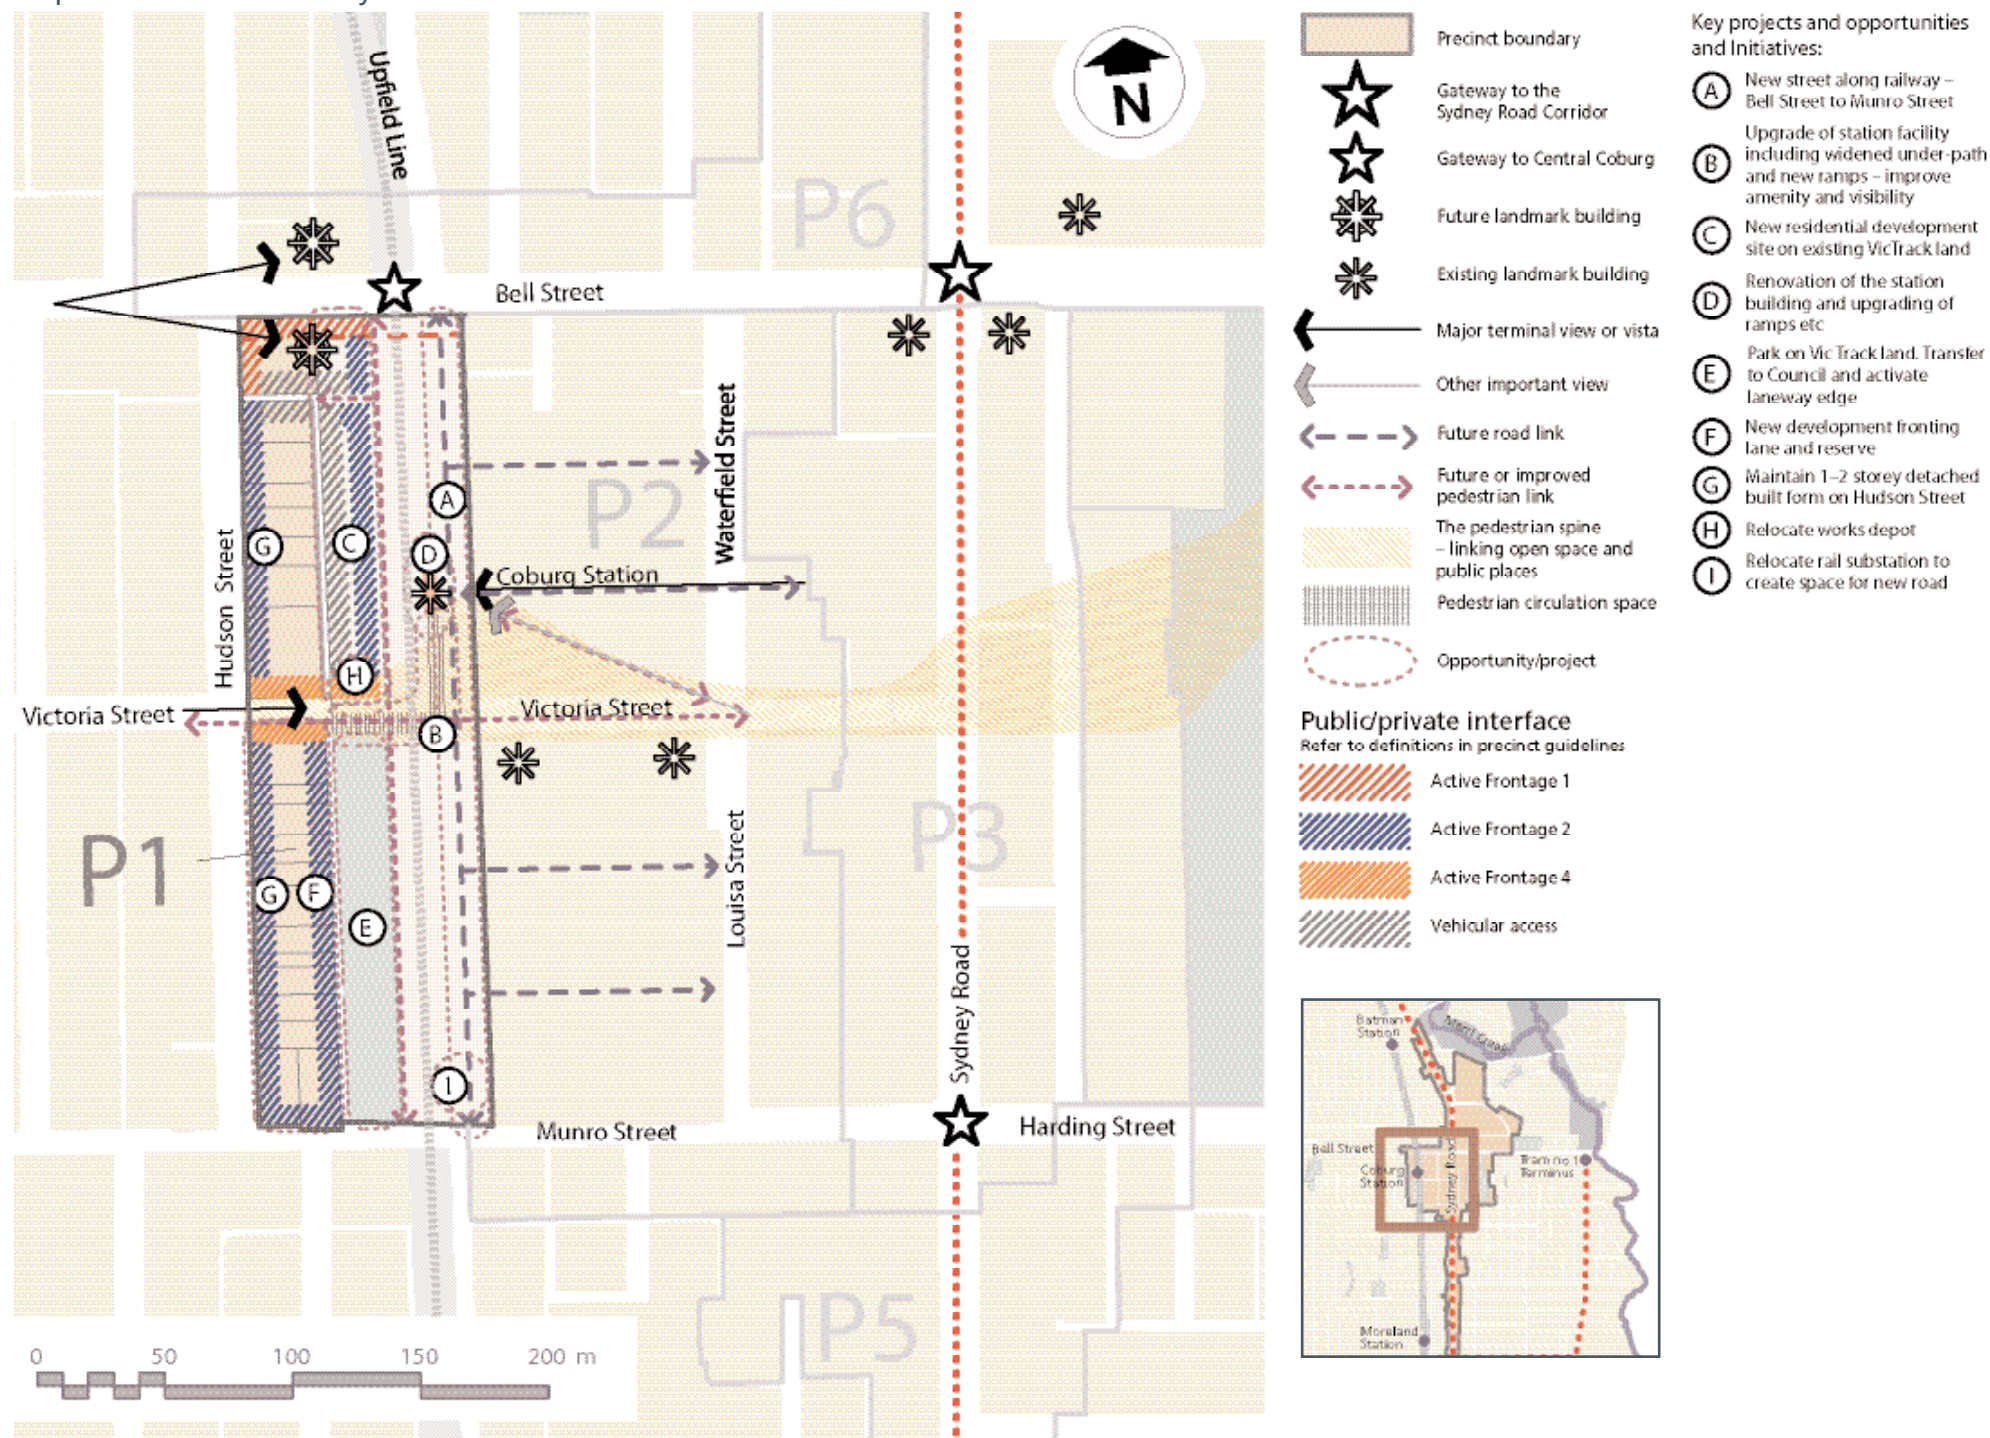 Upfield Line
N
P6
Bell Street
Waterfield Street
A
P2
D
G
C
Coburg Station
Hudson Street
H
Victoria Street
Victoria Street
B
P1
P3
Louisa Street
G
F
E
Sydney Road
I
Munro Street
Harding Street
P5
0 50 100 150 200 m
Precinct boundary
Gateway to the
Sydney Road Corridor
Gateway to Central Coburg
Future landmark building
Existing landmark building
Major terminal view or vista
Other important view
Future road link
Future or improved
pedestrian link
The pedestrian spine
– linking open space and
public places
Pedestrian circulation space
Opportunity/project
Public/private interface
Refer to definitions in precinct guidelines
Active Frontage 1
Active Frontage 2
Active Frontage 4
Vehicular access
Key projects and opportunities
and Initiatives:
A New street along railway –
Bell Street to Munro Street
B Upgrade of station facility
including widened under-path
and new ramps – improve
amenity and visibility
C New residential development
site on existing VicTrack land
D Renovation of the station
building and upgrading of
ramps etc
E Park on Vic Track land. Transfer
to Council and activate
laneway edge
F New development fronting
lane and reserve
G Maintain 1–2 storey detached
built form on Hudson Street
H Relocate works depot
I Relocate rail substation to
create space for new road
Batman
Station
Merri Creek
Bell Street
Coburg
Station
Sydney Road
Tram no 1
Terminus
Moreland
Station